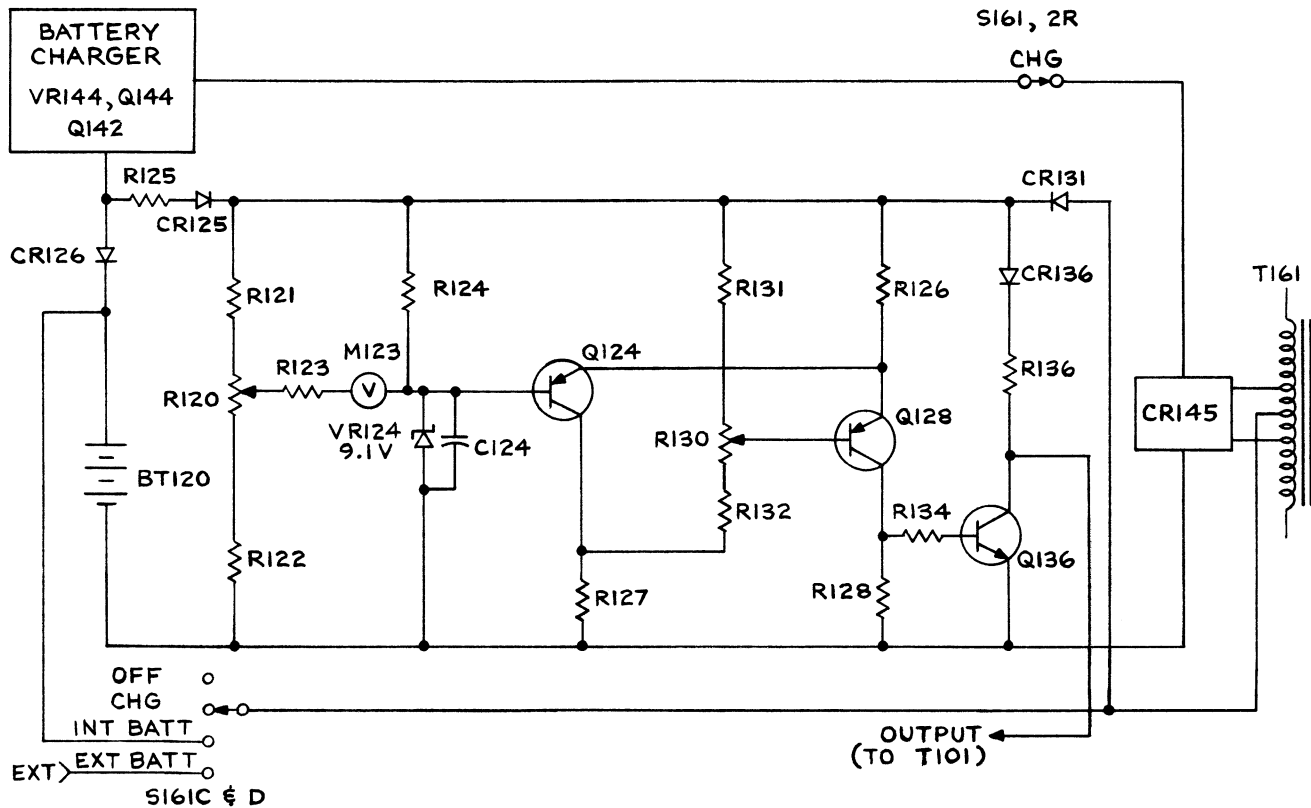 BATTERY
CHARGER
VR144, Q144
Q142
S161, 2R
CHG
R125
CR125
CR131
CR126
R121
R124
R131
R126
CR136
T161
M123
V
R123
Q124
R136
R120
VR124
9.1V
C124
R130
Q128
CR145
BT120
R132
R134
R122
Q136
R127
R128
OFF
CHG
INT BATT
EXT BATT
EXT
S161C & D
OUTPUT
(TO T101)